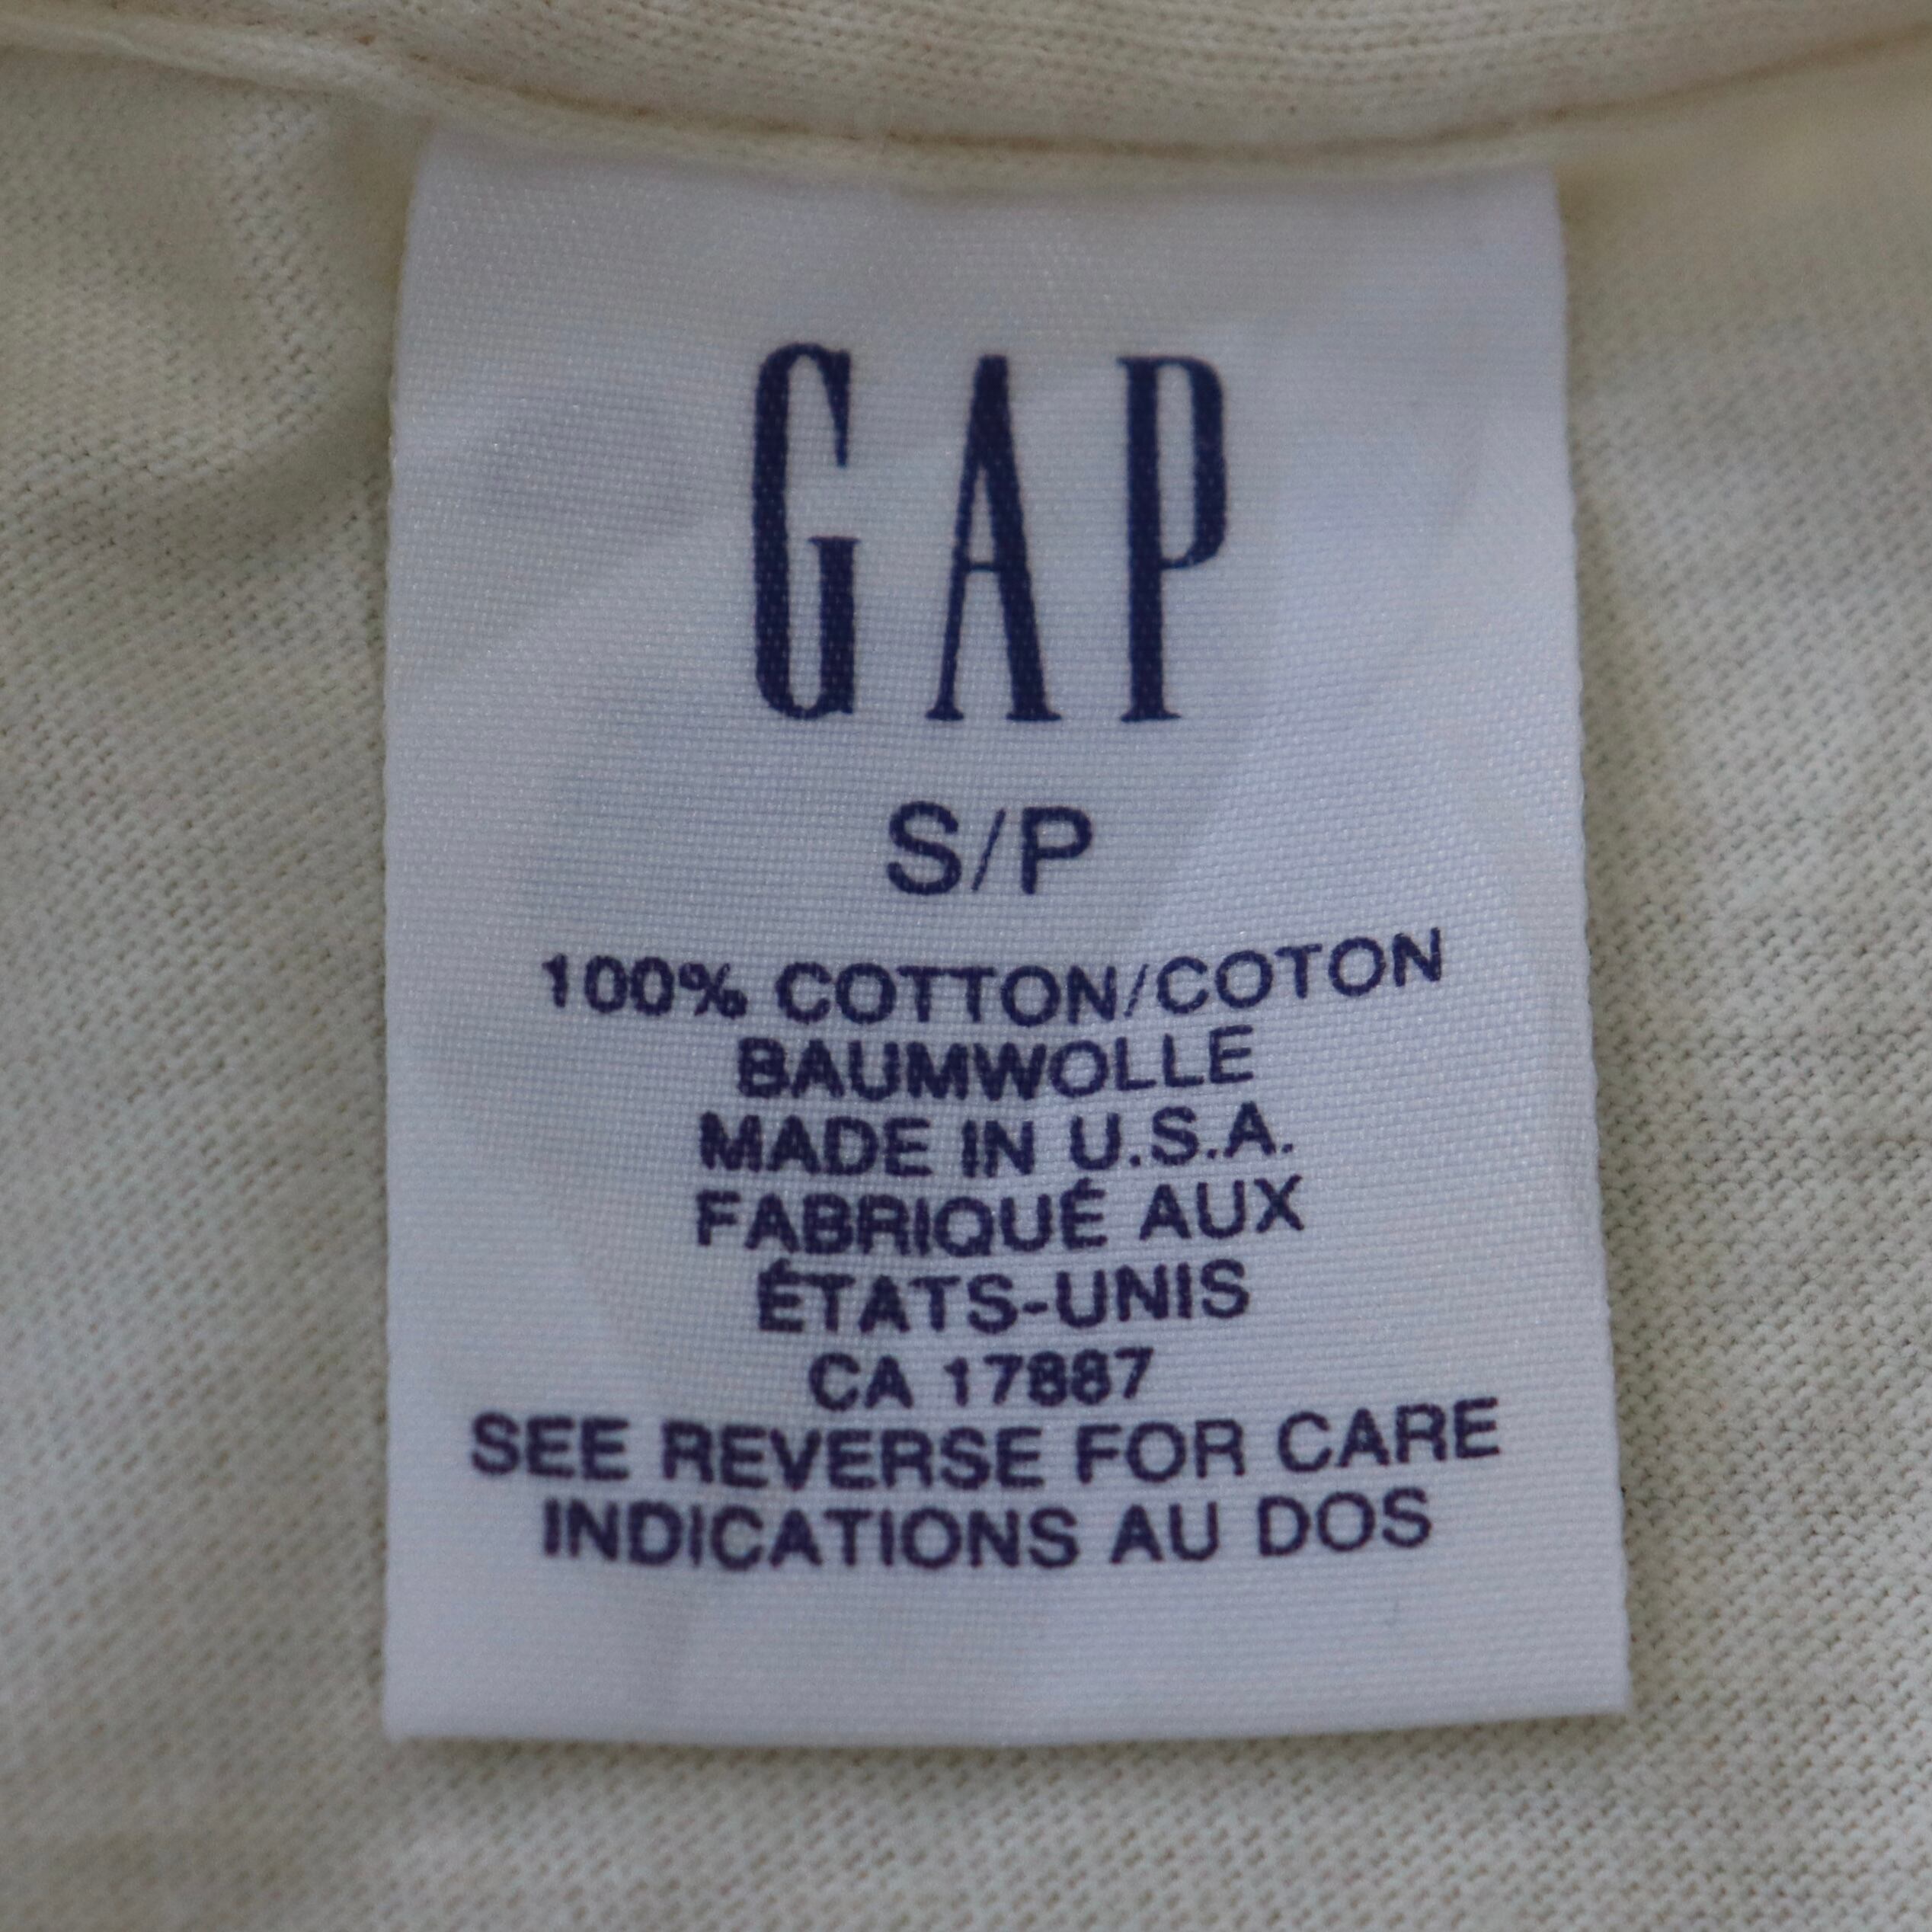 GAP
S/P
100% COTTON/COTON
BAUMWOLLE
MADE IN U.S.A.
FABRIQUÉ AUX
ÉTATS-UNIS
CA 17887
SEE REVERSE FOR CARE
INDICATIONS AU DOS